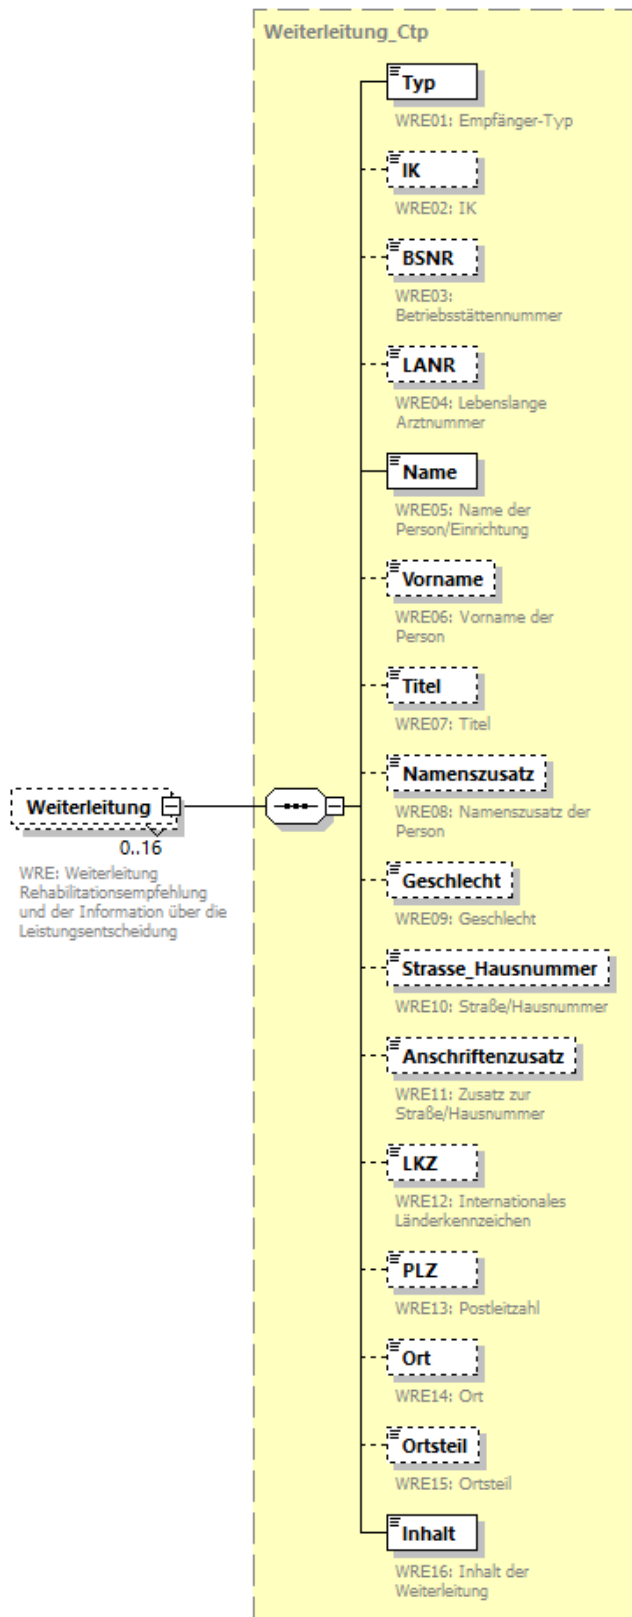 Weiterleitung_Ctp
Typ
WRE01: Empfänger-Typ
IK
WRE02: IK
BSNR
WRE03:
Betriebsstättennummer
LANR
WRE04: Lebenslange
Arztnummer
Name
WRE05: Name der
Person/Einrichtung
Vorname
WRE06: Vorname der
Person
Titel
WRE07: Titel
Namenszusatz
WRE08: Namenszusatz der
Person
Weiterleitung
0..16
WRE: Weiterleitung
Rehabilitationsempfehlung
und der Information über die
Leistungsentscheidung
Geschlecht
WRE09: Geschlecht
Strasse_Hausnummer
WRE10: Straße/Hausnummer
Anschriftenzusatz
WRE11: Zusatz zur
Straße/Hausnummer
LKZ
WRE12: Internationales
Länderkennzeichen
PLZ
WRE13: Postleitzahl
Ort
WRE14: Ort
Ortsteil
WRE15: Ortsteil
Inhalt
WRE16: Inhalt der
Weiterleitung